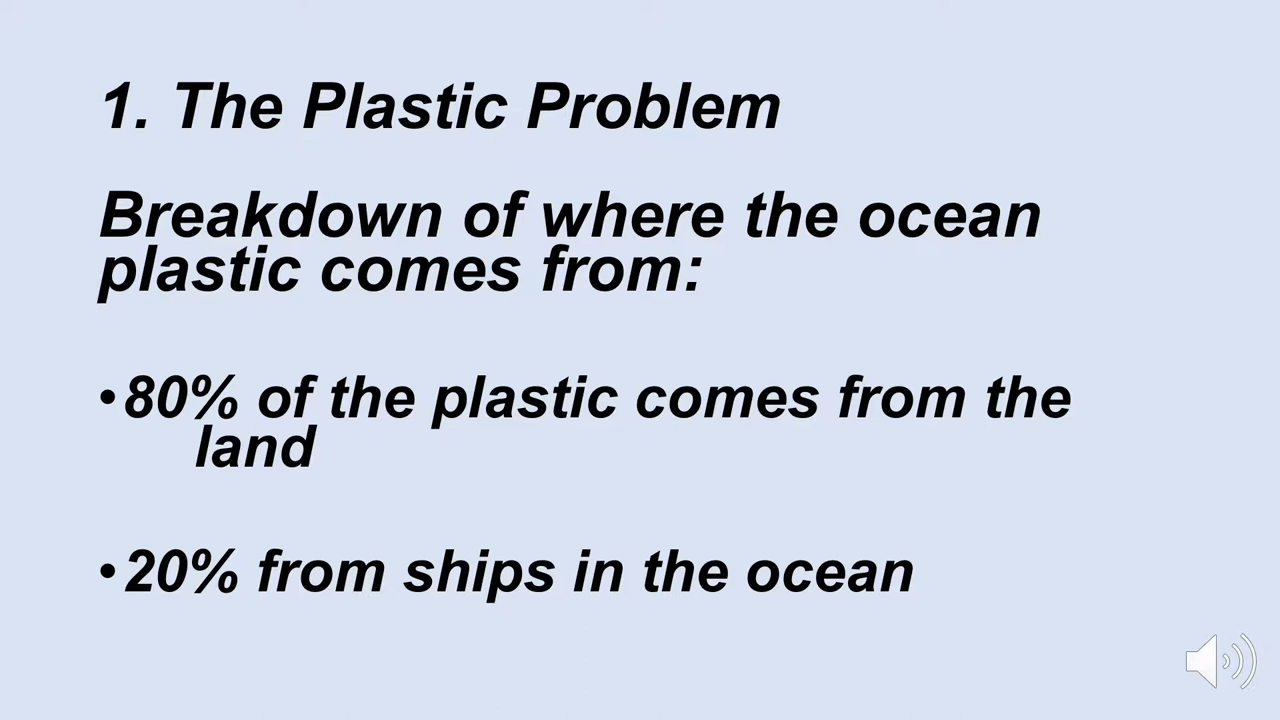 1. The Plastic Problem
Breakdown of where the ocean
plastic comes from:
•80% of the plastic comes from the
land
•20% from ships in the ocean